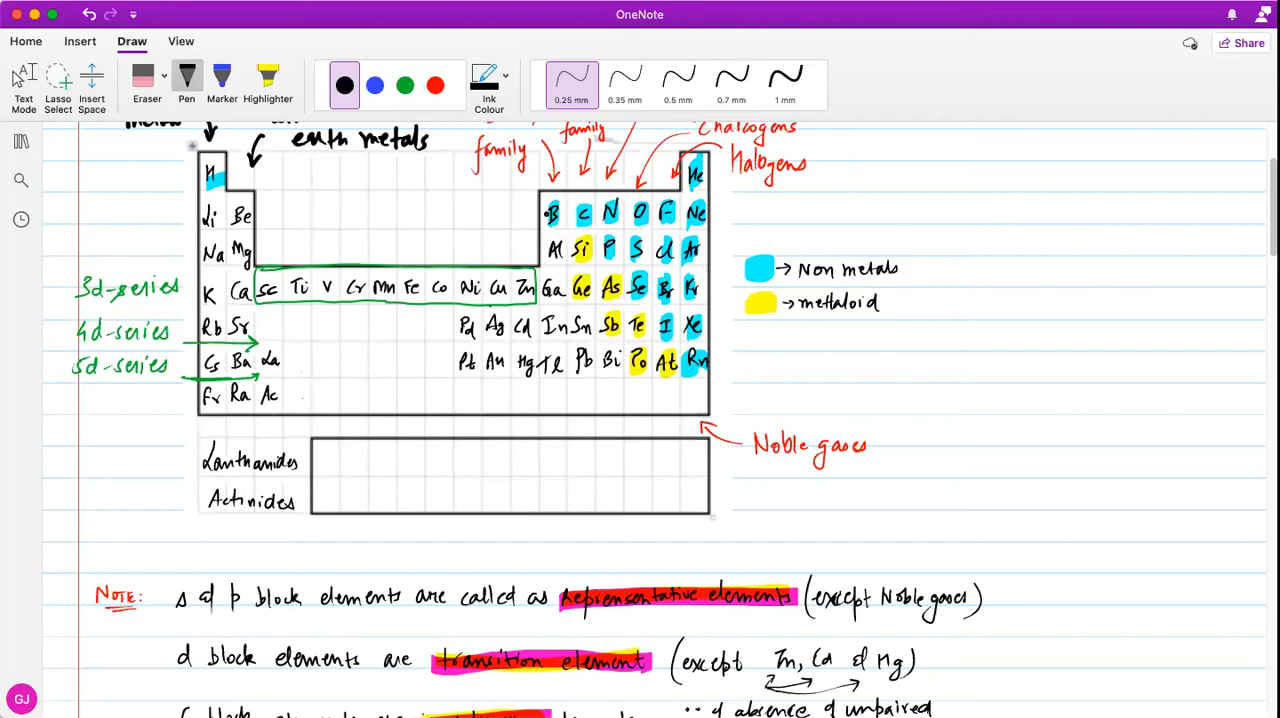 OneNote
Home Insert Draw View
Share
Text Mode
Lasso Select
Insert Space
Eraser
Pen
Marker
Highlighter
Ink Colour
0.25 mm
0.35 mm
0.5 mm
0.7 mm
1 mm
family
family
Chalcogens
Halogens
earth metals
H He
Li Be B C N O F Ne
Na Mg Al Si P S Cl Ar
3d-series K Ca Sc Ti V Cr Mn Fe Co Ni Cu Zn Ga Ge As Se Br Kr
4d-series Rb Sr Pd Ag Cd In Sn Sb Te I Xe
5d-series Cs Ba La Pt Au Hg Tl Pb Bi Po At Rn
Fr Ra Ac
→ Non metals
→ mettaloid
Noble gases
Lanthanides
Actinides
NOTE: s & p block elements are called as representative elements (except Noble gases)
d block elements are transition element (except Zn, Cd & Hg)
∵ of absence of unpaired
GJ